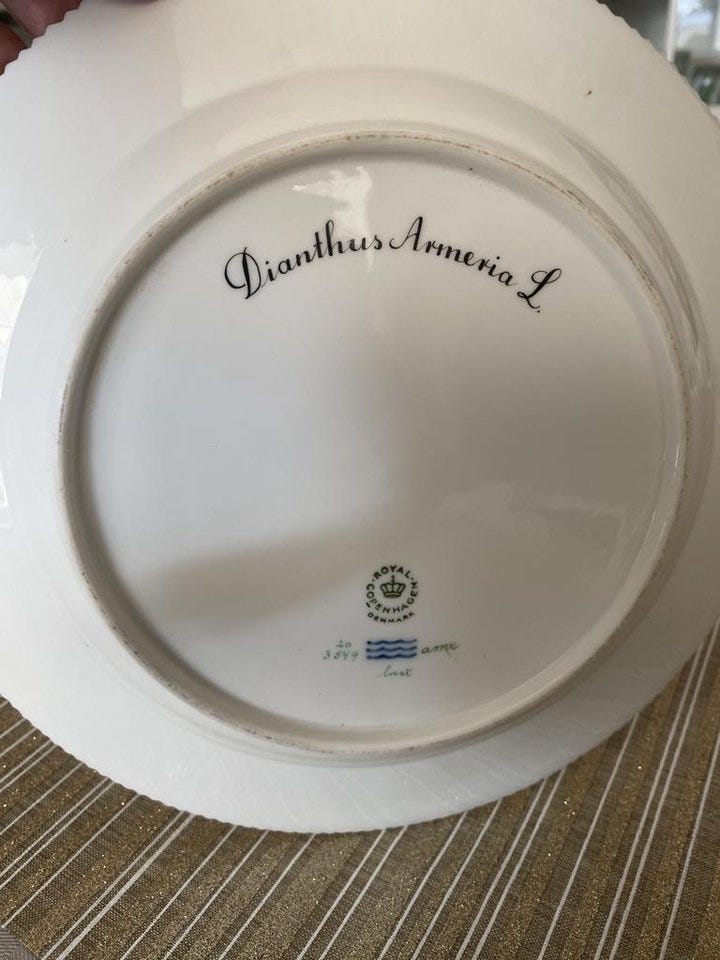 Dianthus Armeria L.
ROYAL COPENHAGEN
DENMARK
20
3549 amx